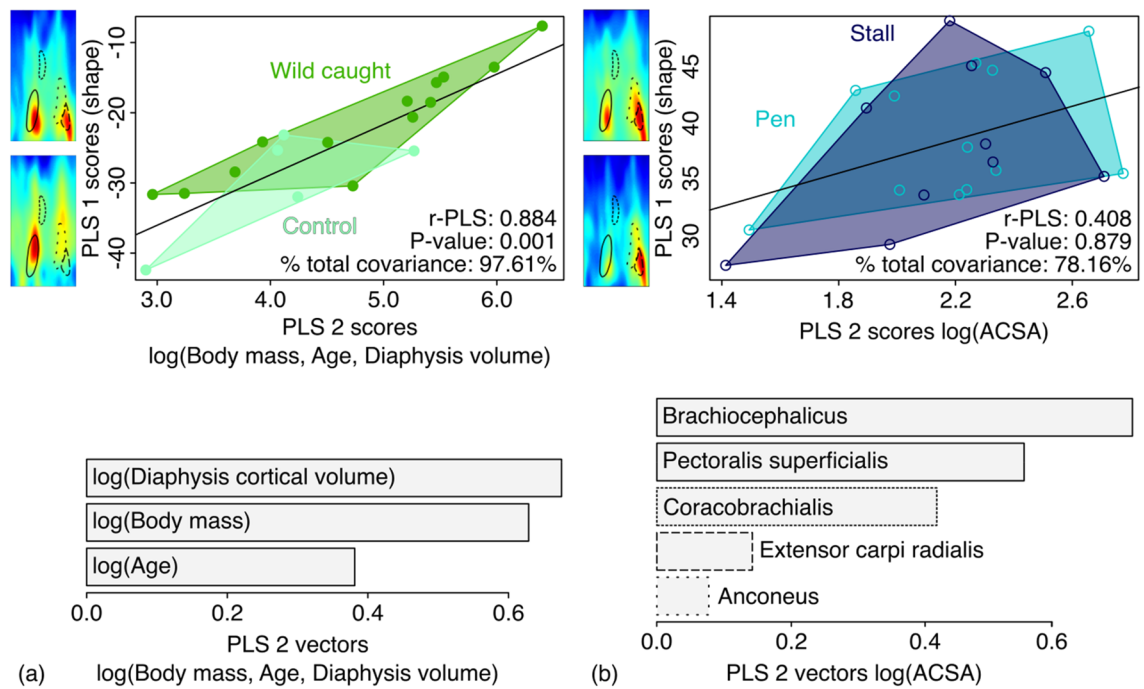 PLS 1 scores (shape)
-10
-20
-30
-40
Wild caught
Control
r-PLS: 0.884
P-value: 0.001
% total covariance: 97.61%
3.0 4.0 5.0 6.0
PLS 2 scores
log(Body mass, Age, Diaphysis volume)
PLS 1 scores (shape)
45
40
35
30
Stall
Pen
r-PLS: 0.408
P-value: 0.879
% total covariance: 78.16%
1.4 1.8 2.2 2.6
PLS 2 scores log(ACSA)
log(Diaphysis cortical volume)
log(Body mass)
log(Age)
0.0 0.2 0.4 0.6
PLS 2 vectors
(a) log(Body mass, Age, Diaphysis volume)
Brachiocephalicus
Pectoralis superficialis
Coracobrachialis
Extensor carpi radialis
Anconeus
0.0 0.2 0.4 0.6
(b) PLS 2 vectors log(ACSA)